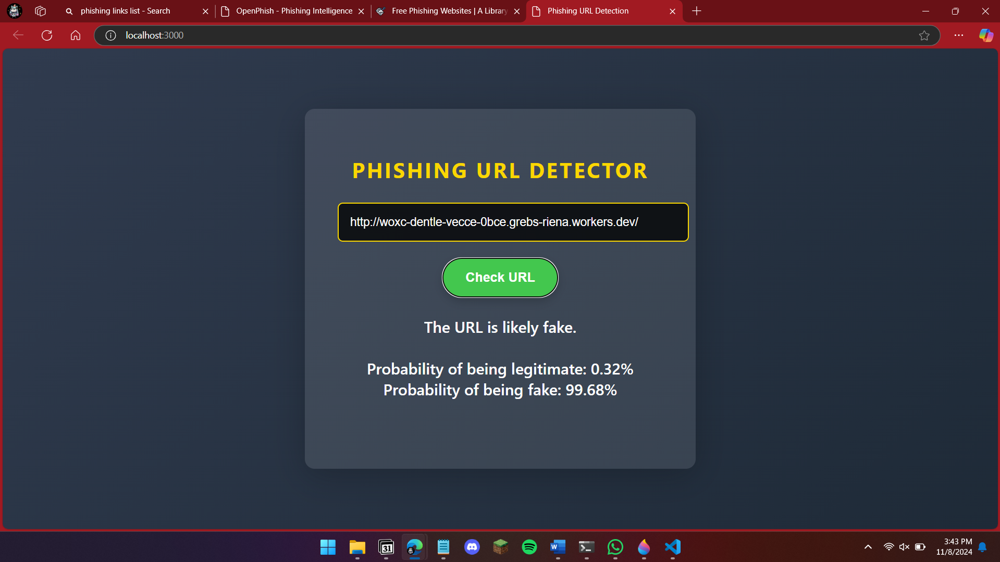 phishing links list - Search
OpenPhish - Phishing Intelligence
Free Phishing Websites | A Library
Phishing URL Detection
localhost:3000
PHISHING URL DETECTOR
http://woxc-dentle-vecce-0bce.grebs-riena.workers.dev/
Check URL
The URL is likely fake.
Probability of being legitimate: 0.32%
Probability of being fake: 99.68%
31
W
3:43 PM
11/8/2024